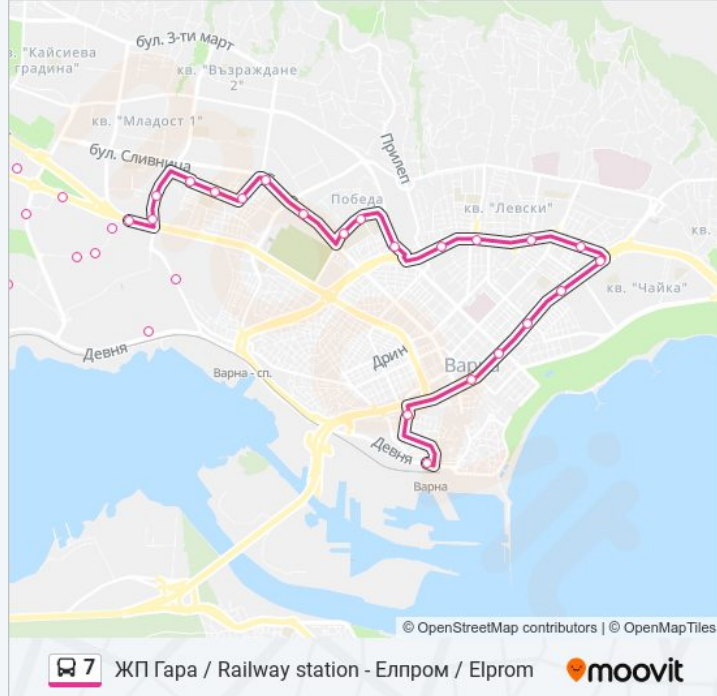 бул. 3-ти март
в. "Кайсиева
градина"
кв. "Възраждане
2"
кв. "Младост 1"
бул. Сливница
Прилеп
Победа
кв. "Левски"
кв.
кв. "Чайка"
Девня
Варна - сп.
Дрин
Варна
Девня
Варна
© OpenStreetMap contributors | © OpenMapTiles
7 ЖП Гара / Railway station - Елпром / Elprom
moovit